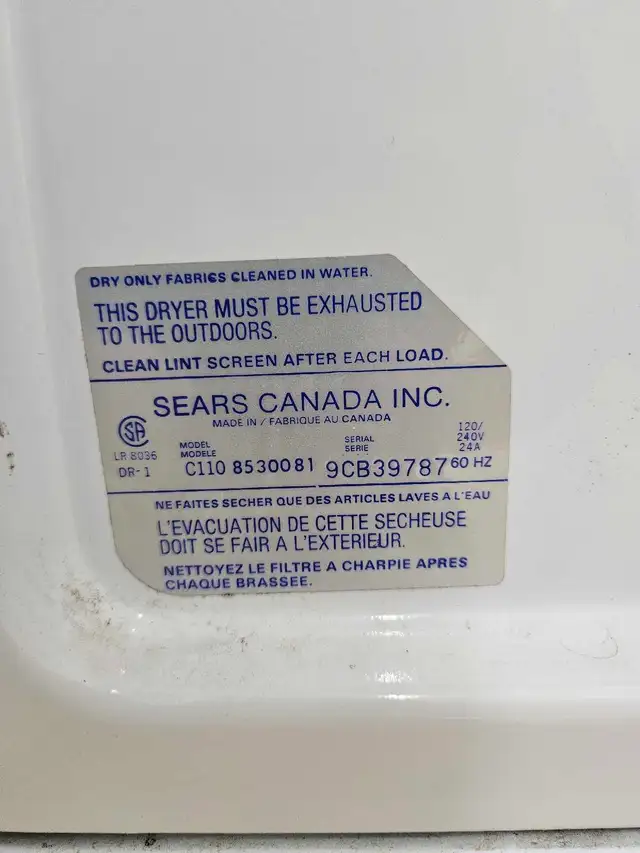 DRY ONLY FABRICS CLEANED IN WATER.
THIS DRYER MUST BE EXHAUSTED
TO THE OUTDOORS.
CLEAN LINT SCREEN AFTER EACH LOAD.
SEARS CANADA INC.
MADE IN / FABRIQUE AU CANADA
SA
LR 8036
DR-1
MODEL
MODELE
C110 8530081
SERIAL
SERIE
9CB39787
120/
240V
24A
60 HZ
NE FAITES SECHER QUE DES ARTICLES LAVES A L'EAU
L'EVACUATION DE CETTE SECHEUSE
DOIT SE FAIR A L'EXTERIEUR.
NETTOYEZ LE FILTRE A CHARPIE APRES
CHAQUE BRASSEE.